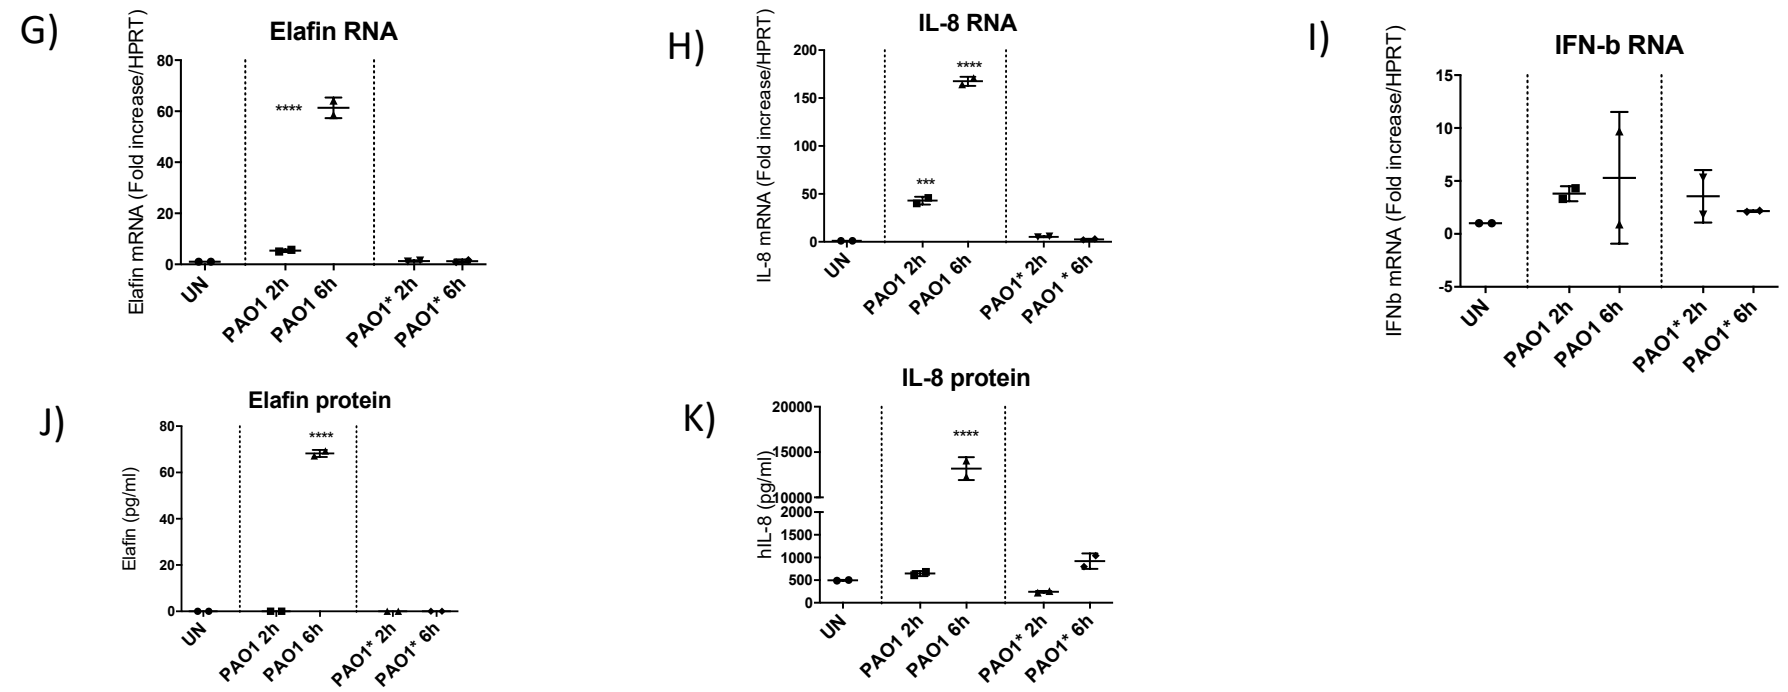 G)
Elafin RNA
Elafin mRNA (Fold increase/HPRT)
80
60
40
20
0
****
UN
PAO1 2h
PAO1 6h
PAO1* 2h
PAO1* 6h
H)
IL-8 RNA
IL-8 mRNA (Fold increase/HPRT)
200
150
100
50
0
***
****
UN
PAO1 2h
PAO1 6h
PAO1* 2h
PAO1 * 6h
I)
IFN-b RNA
IFNb mRNA (Fold increase/HPRT)
15
10
5
0
-5
UN
PAO1 2h
PAO1 6h
PAO1* 2h
PAO1* 6h
J)
Elafin protein
Elafin (pg/ml)
80
60
40
20
0
****
UN
PAO1 2h
PAO1 6h
PAO1* 2h
PAO1* 6h
K)
IL-8 protein
hIL-8 (pg/ml)
20000
15000
10000
2000
1500
1000
500
0
****
UN
PAO1 2h
PAO1 6h
PAO1* 2h
PAO1* 6h